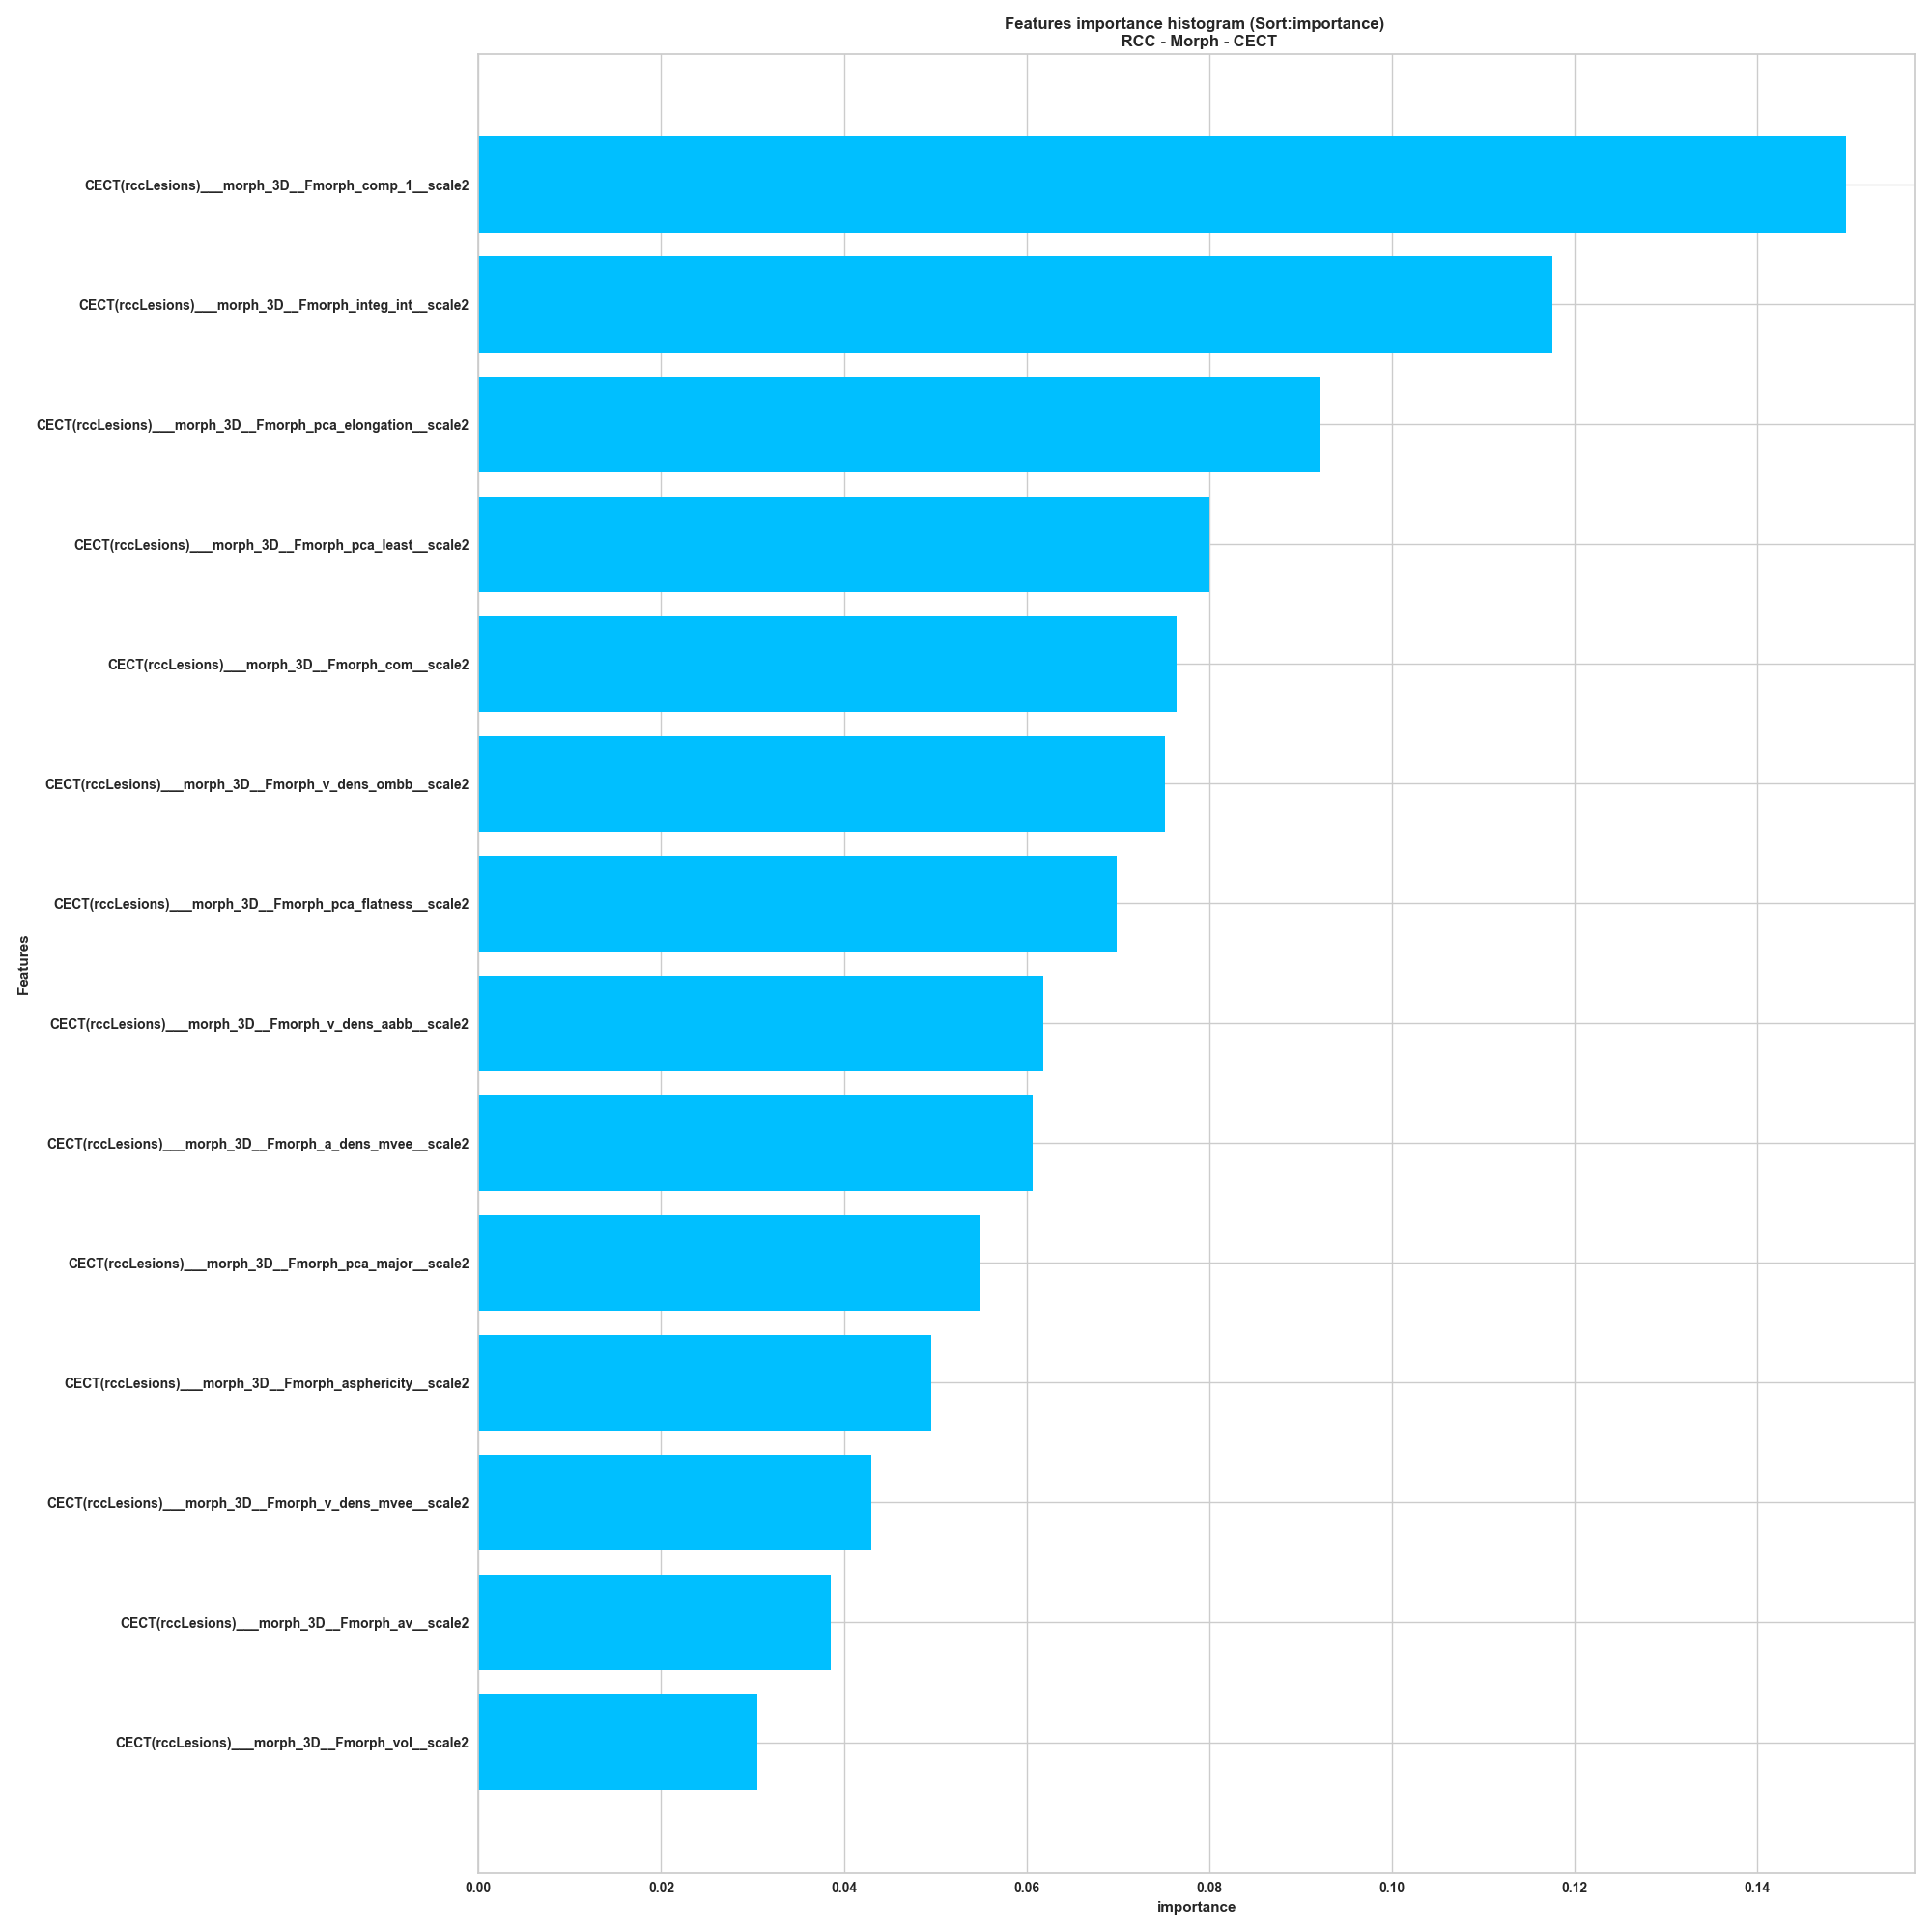 Features importance histogram (Sort:importance)
RCC - Morph - CECT
CECT(rccLesions)___morph_3D__Fmorph_comp_1__scale2
CECT(rccLesions)___morph_3D__Fmorph_integ_int__scale2
CECT(rccLesions)___morph_3D__Fmorph_pca_elongation__scale2
CECT(rccLesions)___morph_3D__Fmorph_pca_least__scale2
CECT(rccLesions)___morph_3D__Fmorph_com__scale2
CECT(rccLesions)___morph_3D__Fmorph_v_dens_ombb__scale2
CECT(rccLesions)___morph_3D__Fmorph_pca_flatness__scale2
CECT(rccLesions)___morph_3D__Fmorph_v_dens_aabb__scale2
CECT(rccLesions)___morph_3D__Fmorph_a_dens_mvee__scale2
CECT(rccLesions)___morph_3D__Fmorph_pca_major__scale2
CECT(rccLesions)___morph_3D__Fmorph_asphericity__scale2
CECT(rccLesions)___morph_3D__Fmorph_v_dens_mvee__scale2
CECT(rccLesions)___morph_3D__Fmorph_av__scale2
CECT(rccLesions)___morph_3D__Fmorph_vol__scale2
Features
0.00 0.02 0.04 0.06 0.08 0.10 0.12 0.14
importance